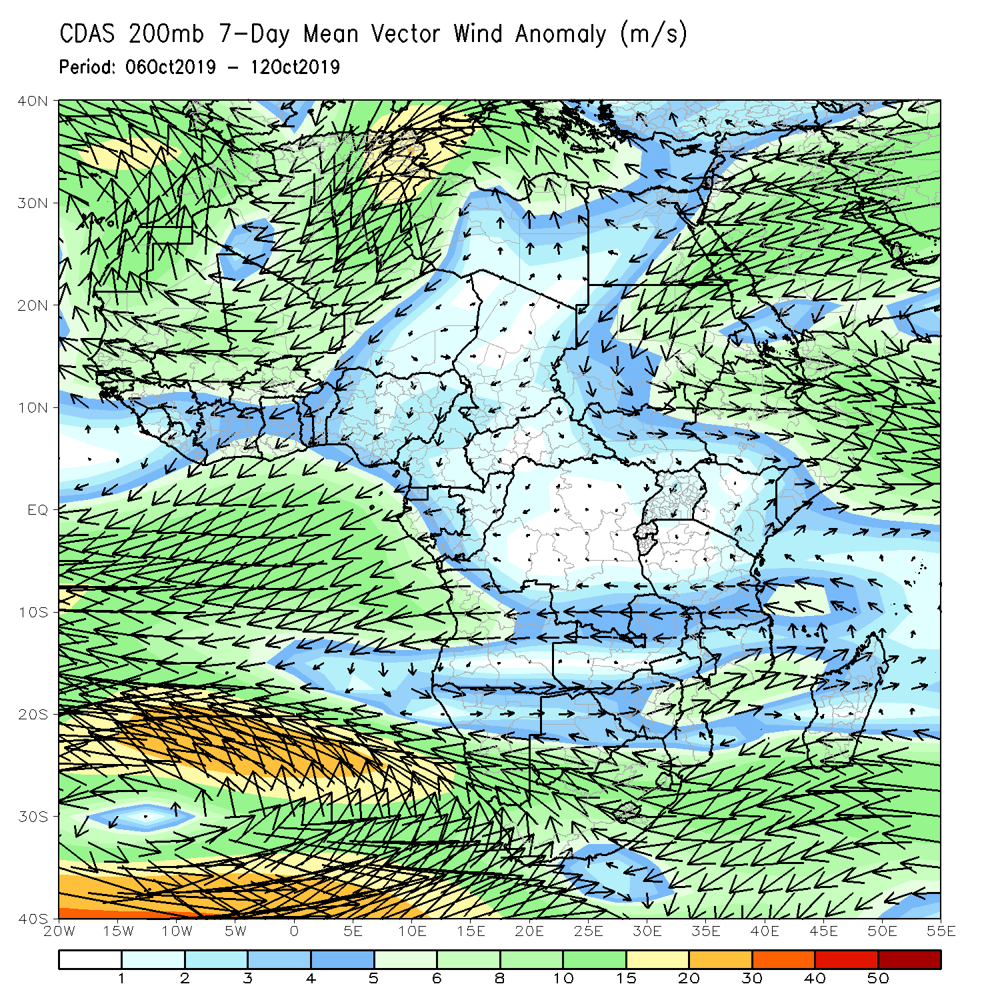 CDAS 200mb 7-Day Mean Vector Wind Anomaly (m/s)
Period: 06Oct2019 - 12Oct2019
40N
30N
20N
10N
EQ
10S
20S
30S
40S
20W 15W 10W 5W 0 5E 10E 15E 20E 25E 30E 35E 40E 45E 50E 55E
1 2 3 4 5 6 8 10 15 20 30 40 50